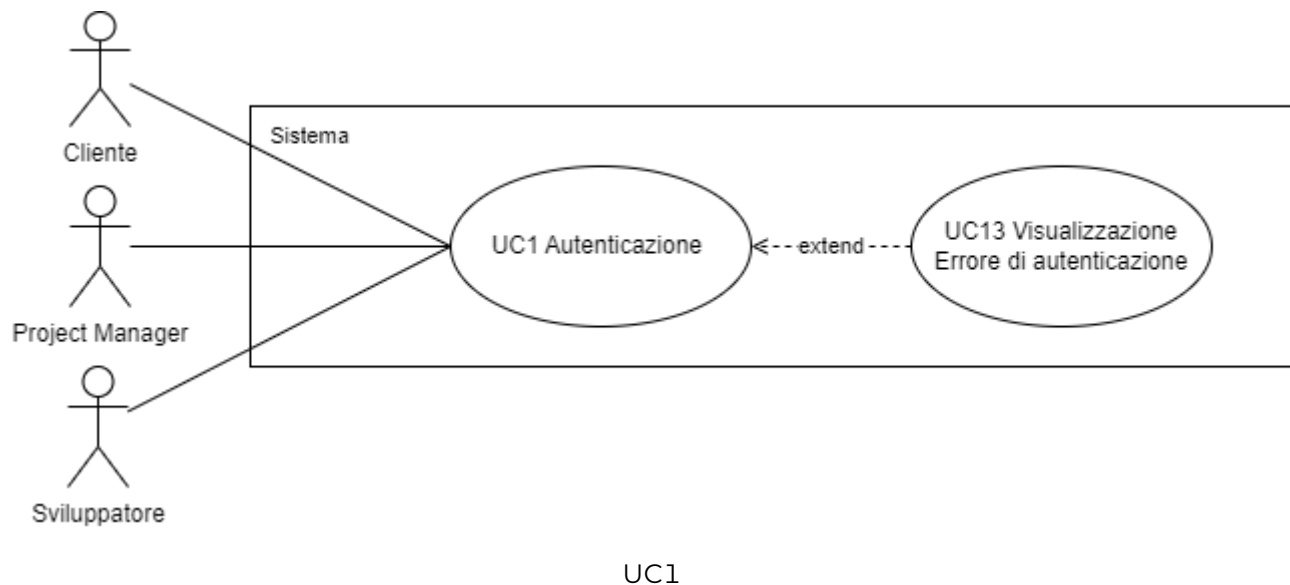 Cliente
Sistema
Project Manager
UC1 Autenticazione
extend
UC13 Visualizzazione
Errore di autenticazione
Sviluppatore
UC1